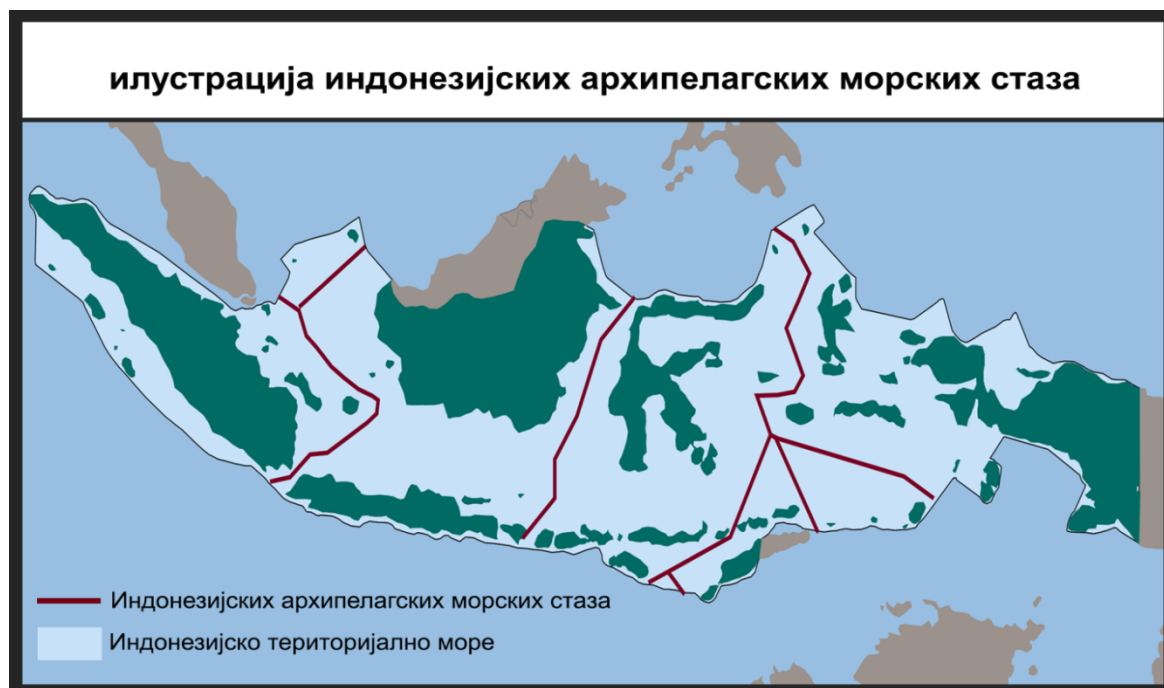 илустрација индонезијских архипелагских морских стаза
Индонезијских архипелагских морских стаза
Индонезијско територијално море